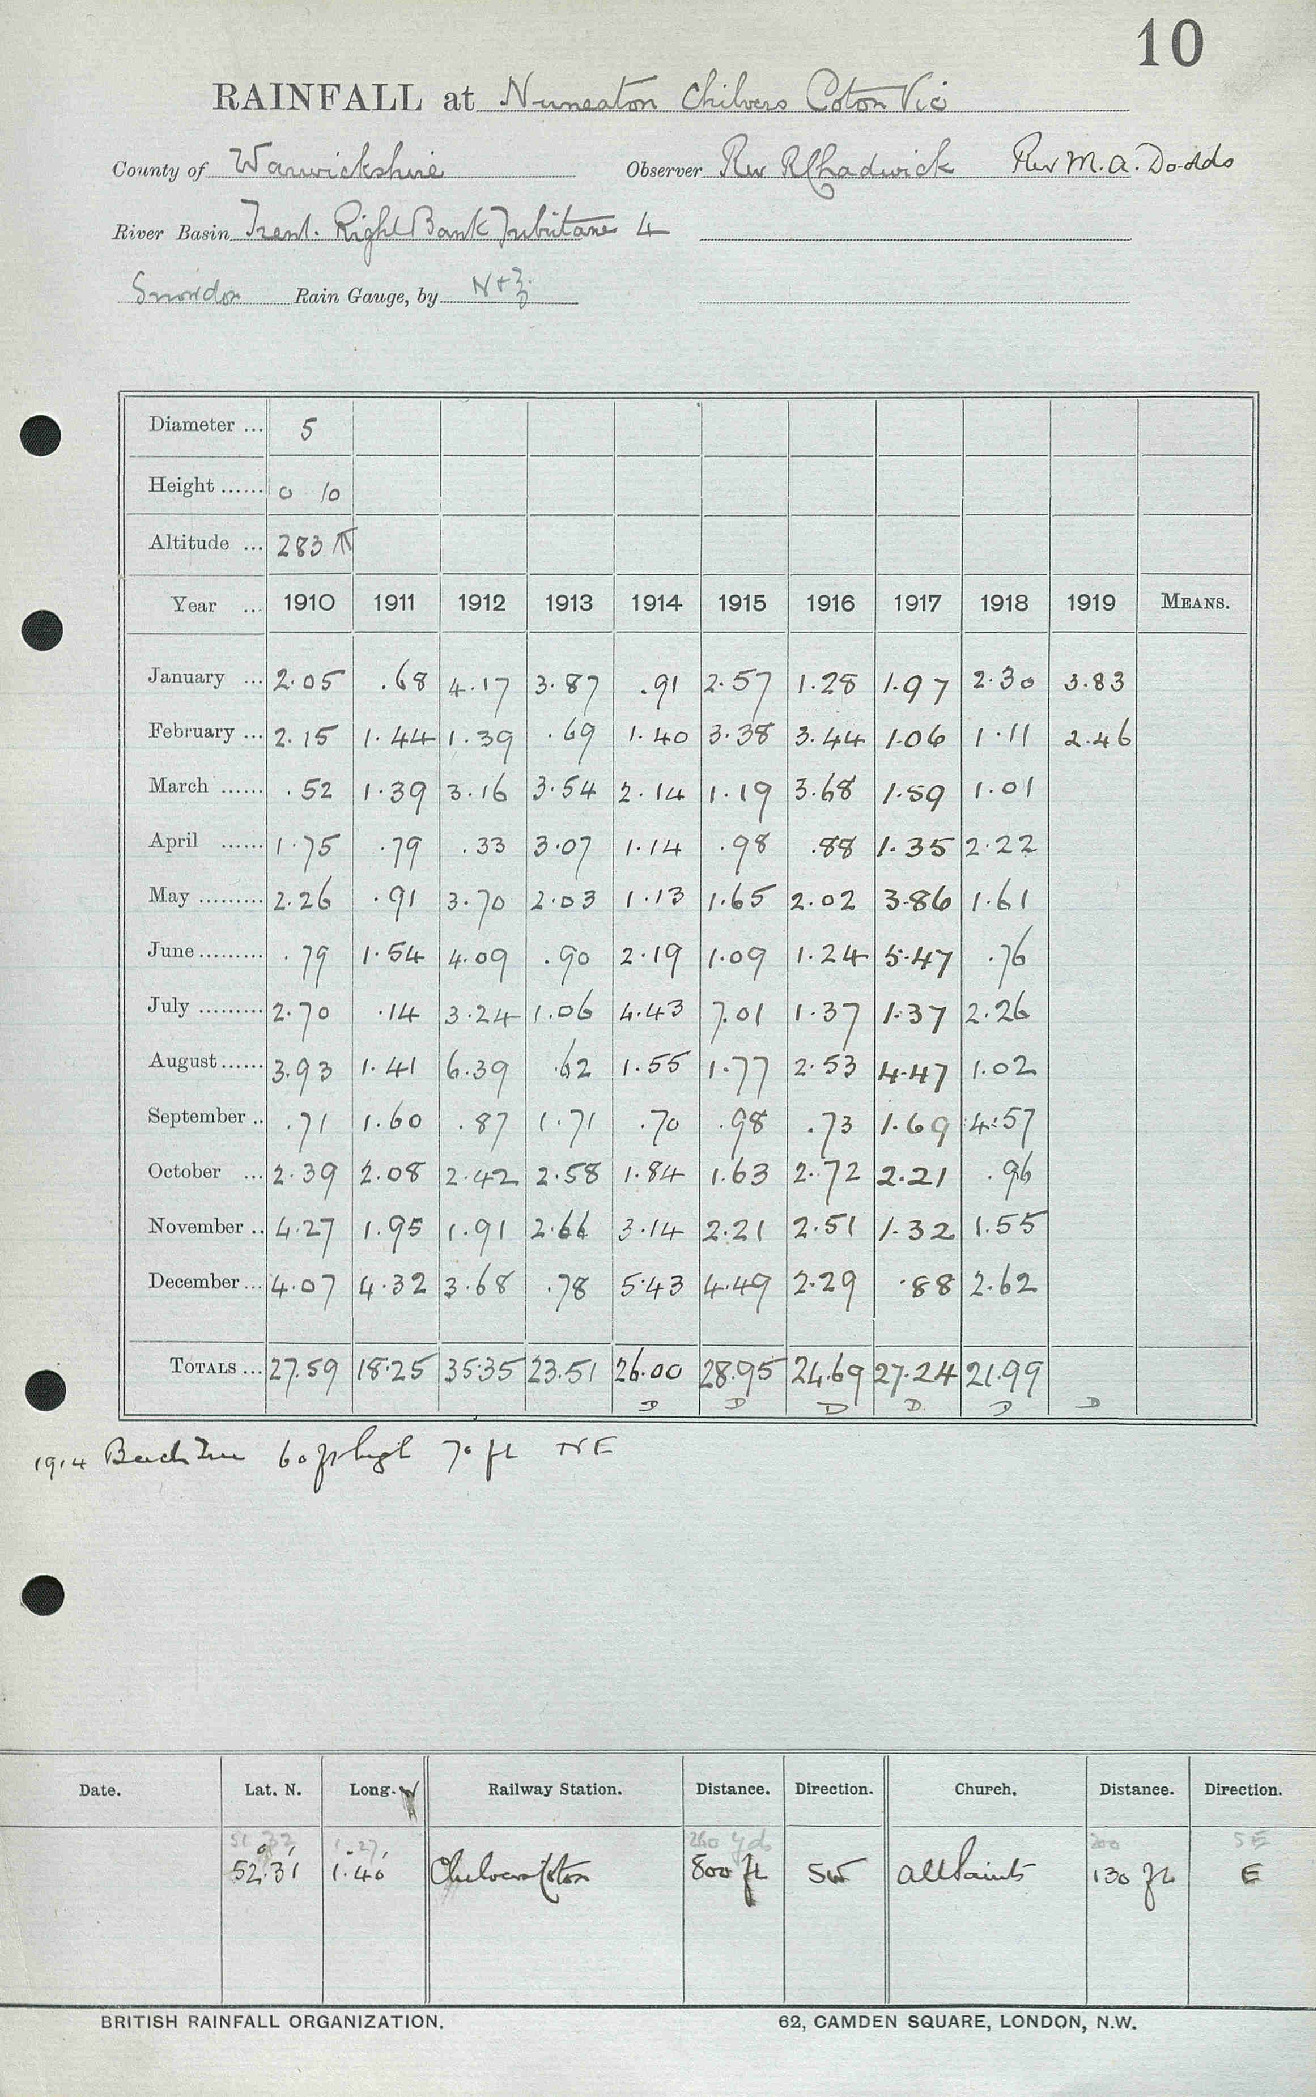 10
RAINFALL at Nuneaton Chilvers Coton Vic
County of Warwickshire Observer Rev R Chadwick Rev M.A. Dodds
River Basin Trent. Right Bank Tributaries 4
Snowdon Rain Gauge, by N+Z
Diameter ... 5
Height ...... 0 10
Altitude ... 283
Year ... 1910 1911 1912 1913 1914 1915 1916 1917 1918 1919 MEANS.
January ... 2.05 .68 4.17 3.87 .91 2.57 1.28 1.97 2.30 3.83
February ... 2.15 1.44 1.39 .69 1.40 3.38 3.44 1.06 1.11 2.46
March ...... .52 1.39 3.16 3.54 2.14 1.19 3.68 1.59 1.01
April ...... 1.75 .79 .33 3.07 1.14 .98 .88 1.35 2.22
May ......... 2.26 .91 3.70 2.03 1.13 1.65 2.02 3.86 1.61
June ......... .79 1.54 4.09 .90 2.19 1.09 1.24 5.47 .76
July ......... 2.70 .14 3.24 1.06 4.43 7.01 1.37 1.37 2.26
August ...... 3.93 1.41 6.39 .62 1.55 1.77 2.53 4.47 1.02
September .. .71 1.60 .87 1.71 .70 .98 .73 1.69 4.57
October ... 2.39 2.08 2.42 2.58 1.84 1.63 2.72 2.21 .96
November .. 4.27 1.95 1.91 2.66 3.14 2.21 2.51 1.32 1.55
December ... 4.07 4.32 3.68 .78 5.43 4.49 2.29 .88 2.62
TOTALS ... 27.59 18.25 35.35 23.51 26.00 28.95 24.69 27.24 21.99
D D D D D D
1914 Beech Tree 60 ft high 70 ft NE
Date. Lat. N. Long. W Railway Station. Distance. Direction. Church. Distance. Direction.
1.27 260 yds 200 SE
52.31 1.46 Chilvers Coton 800 ft SW All Saints 130 ft E
BRITISH RAINFALL ORGANIZATION. 62, CAMDEN SQUARE, LONDON, N.W.